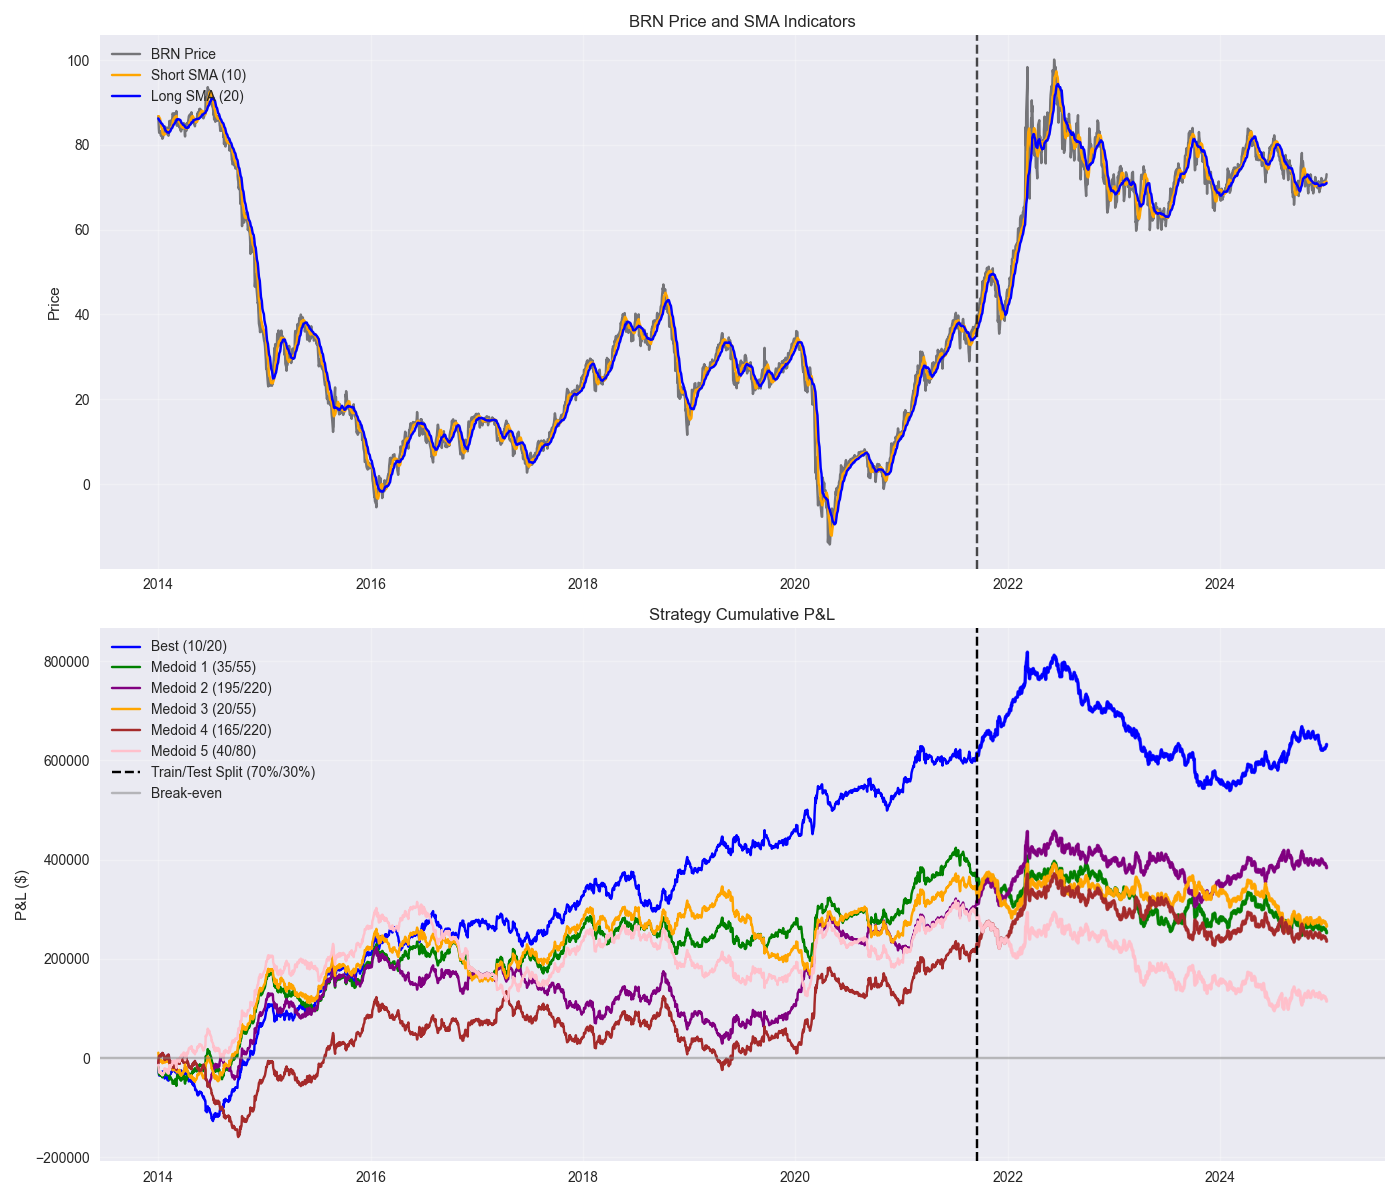 BRN Price and SMA Indicators
BRN Price
Short SMA (10)
Long SMA (20)
100
80
60
40
20
0
Price
2014
2016
2018
2020
2022
2024
Strategy Cumulative P&L
Best (10/20)
Medoid 1 (35/55)
Medoid 2 (195/220)
Medoid 3 (20/55)
Medoid 4 (165/220)
Medoid 5 (40/80)
Train/Test Split (70%/30%)
Break-even
800000
600000
400000
200000
0
−200000
P&L ($)
2014
2016
2018
2020
2022
2024